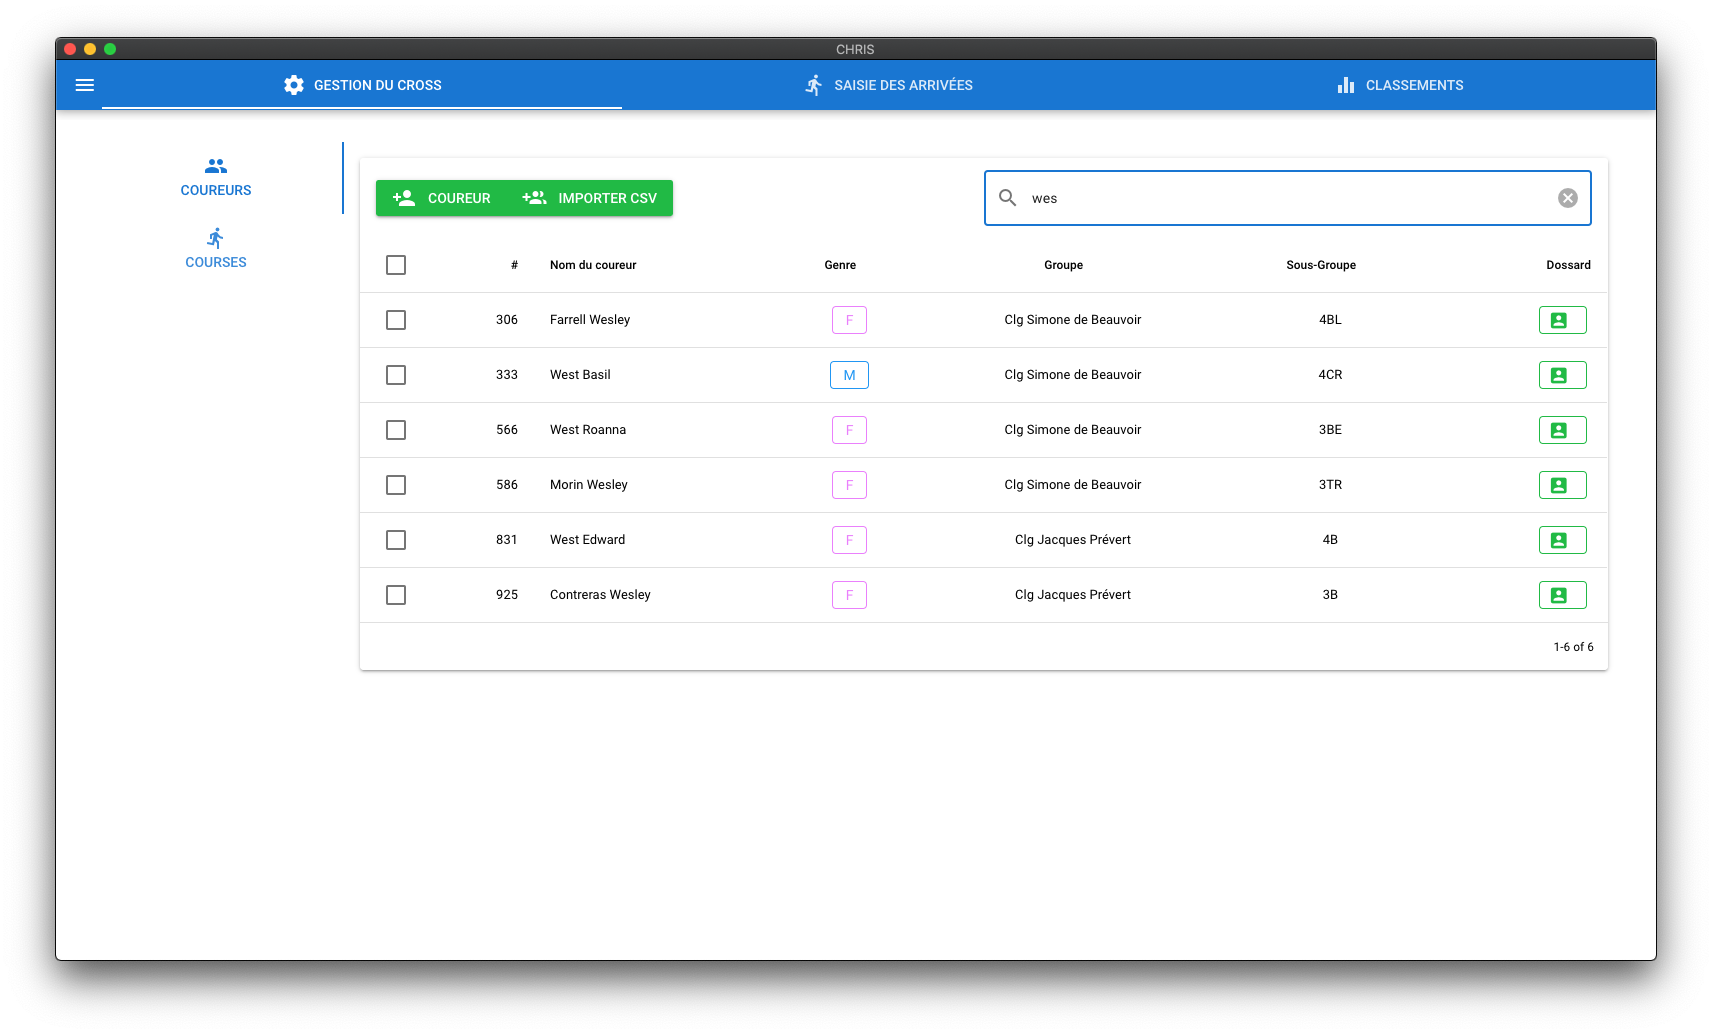 CHRIS
GESTION DU CROSS
SAISIE DES ARRIVÉES
CLASSEMENTS
COUREURS
COURSES
COUREUR
IMPORTER CSV
wes
# Nom du coureur Genre Groupe Sous-Groupe Dossard
306 Farrell Wesley F Clg Simone de Beauvoir 4BL
333 West Basil M Clg Simone de Beauvoir 4CR
566 West Roanna F Clg Simone de Beauvoir 3BE
586 Morin Wesley F Clg Simone de Beauvoir 3TR
831 West Edward F Clg Jacques Prévert 4B
925 Contreras Wesley F Clg Jacques Prévert 3B
1-6 of 6